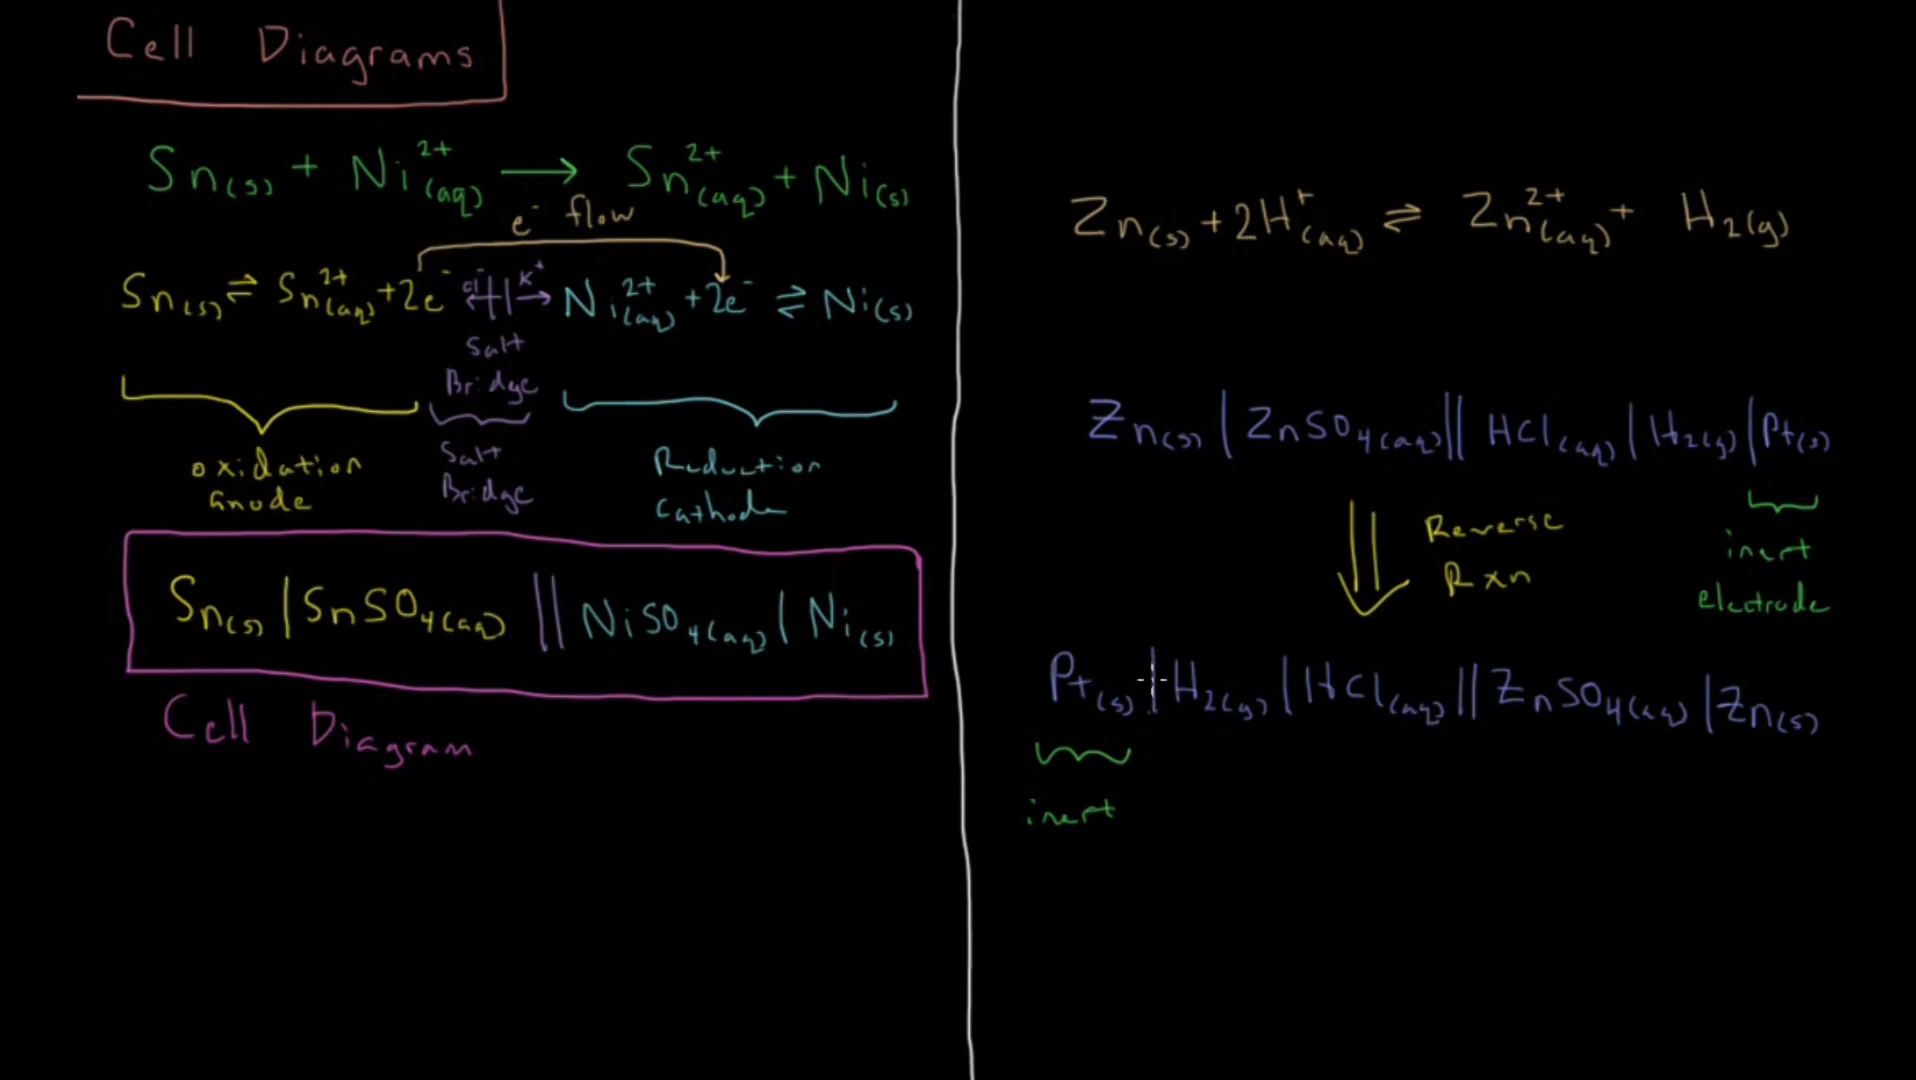 Cell Diagrams
Sn(s) + Ni²⁺(aq) ⟶ Sn²⁺(aq) + Ni(s)
e⁻ flow
Sn(s) ⇌ Sn²⁺(aq) + 2e⁻ Cl⁻ ←||→ K⁺ Ni²⁺(aq) + 2e⁻ ⇌ Ni(s)
Salt
Bridge
oxidation
anode
Salt
Bridge
Reduction
cathode
Sn(s) | SnSO₄(aq) || NiSO₄(aq) | Ni(s)
Cell Diagram
Zn(s) + 2H⁺(aq) ⇌ Zn²⁺(aq) + H₂(g)
Zn(s) | ZnSO₄(aq) || HCl(aq) | H₂(g) | Pt(s)
Reverse
Rxn
inert
electrode
Pt(s) | H₂(g) | HCl(aq) || ZnSO₄(aq) | Zn(s)
inert